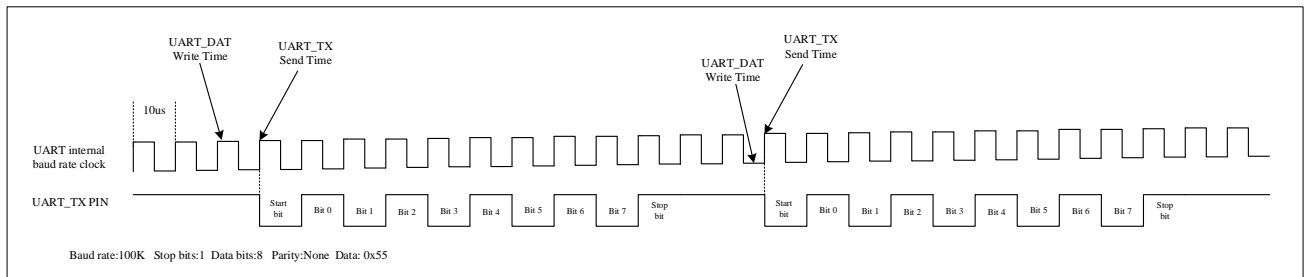 UART_DAT
Write Time
UART_TX
Send Time
UART_DAT
Write Time
UART_TX
Send Time
10us
UART internal
baud rate clock
UART_TX PIN
Start
bit
Bit 0
Bit 1
Bit 2
Bit 3
Bit 4
Bit 5
Bit 6
Bit 7
Stop
bit
Start
bit
Bit 0
Bit 1
Bit 2
Bit 3
Bit 4
Bit 5
Bit 6
Bit 7
Stop
bit
Baud rate:100K Stop bits:1 Data bits:8 Parity:None Data: 0x55